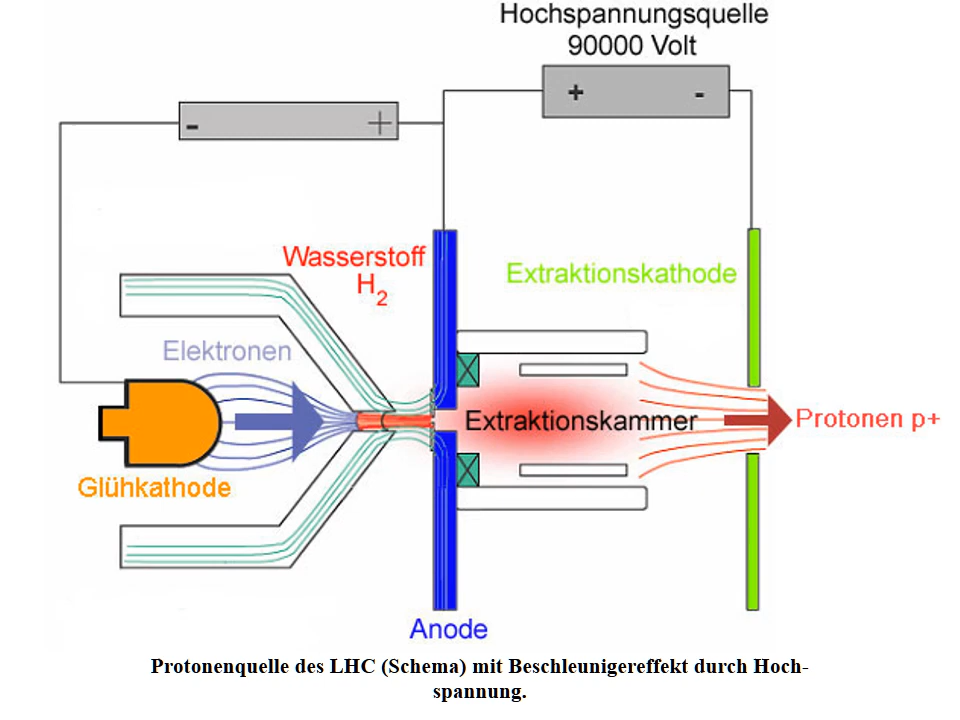 Hochspannungsquelle
90000 Volt
+ -
- +
Wasserstoff
H2
Extraktionskathode
Elektronen
Extraktionskammer
Protonen p+
Glühkathode
Anode
Protonenquelle des LHC (Schema) mit Beschleunigereffekt durch Hoch-
spannung.